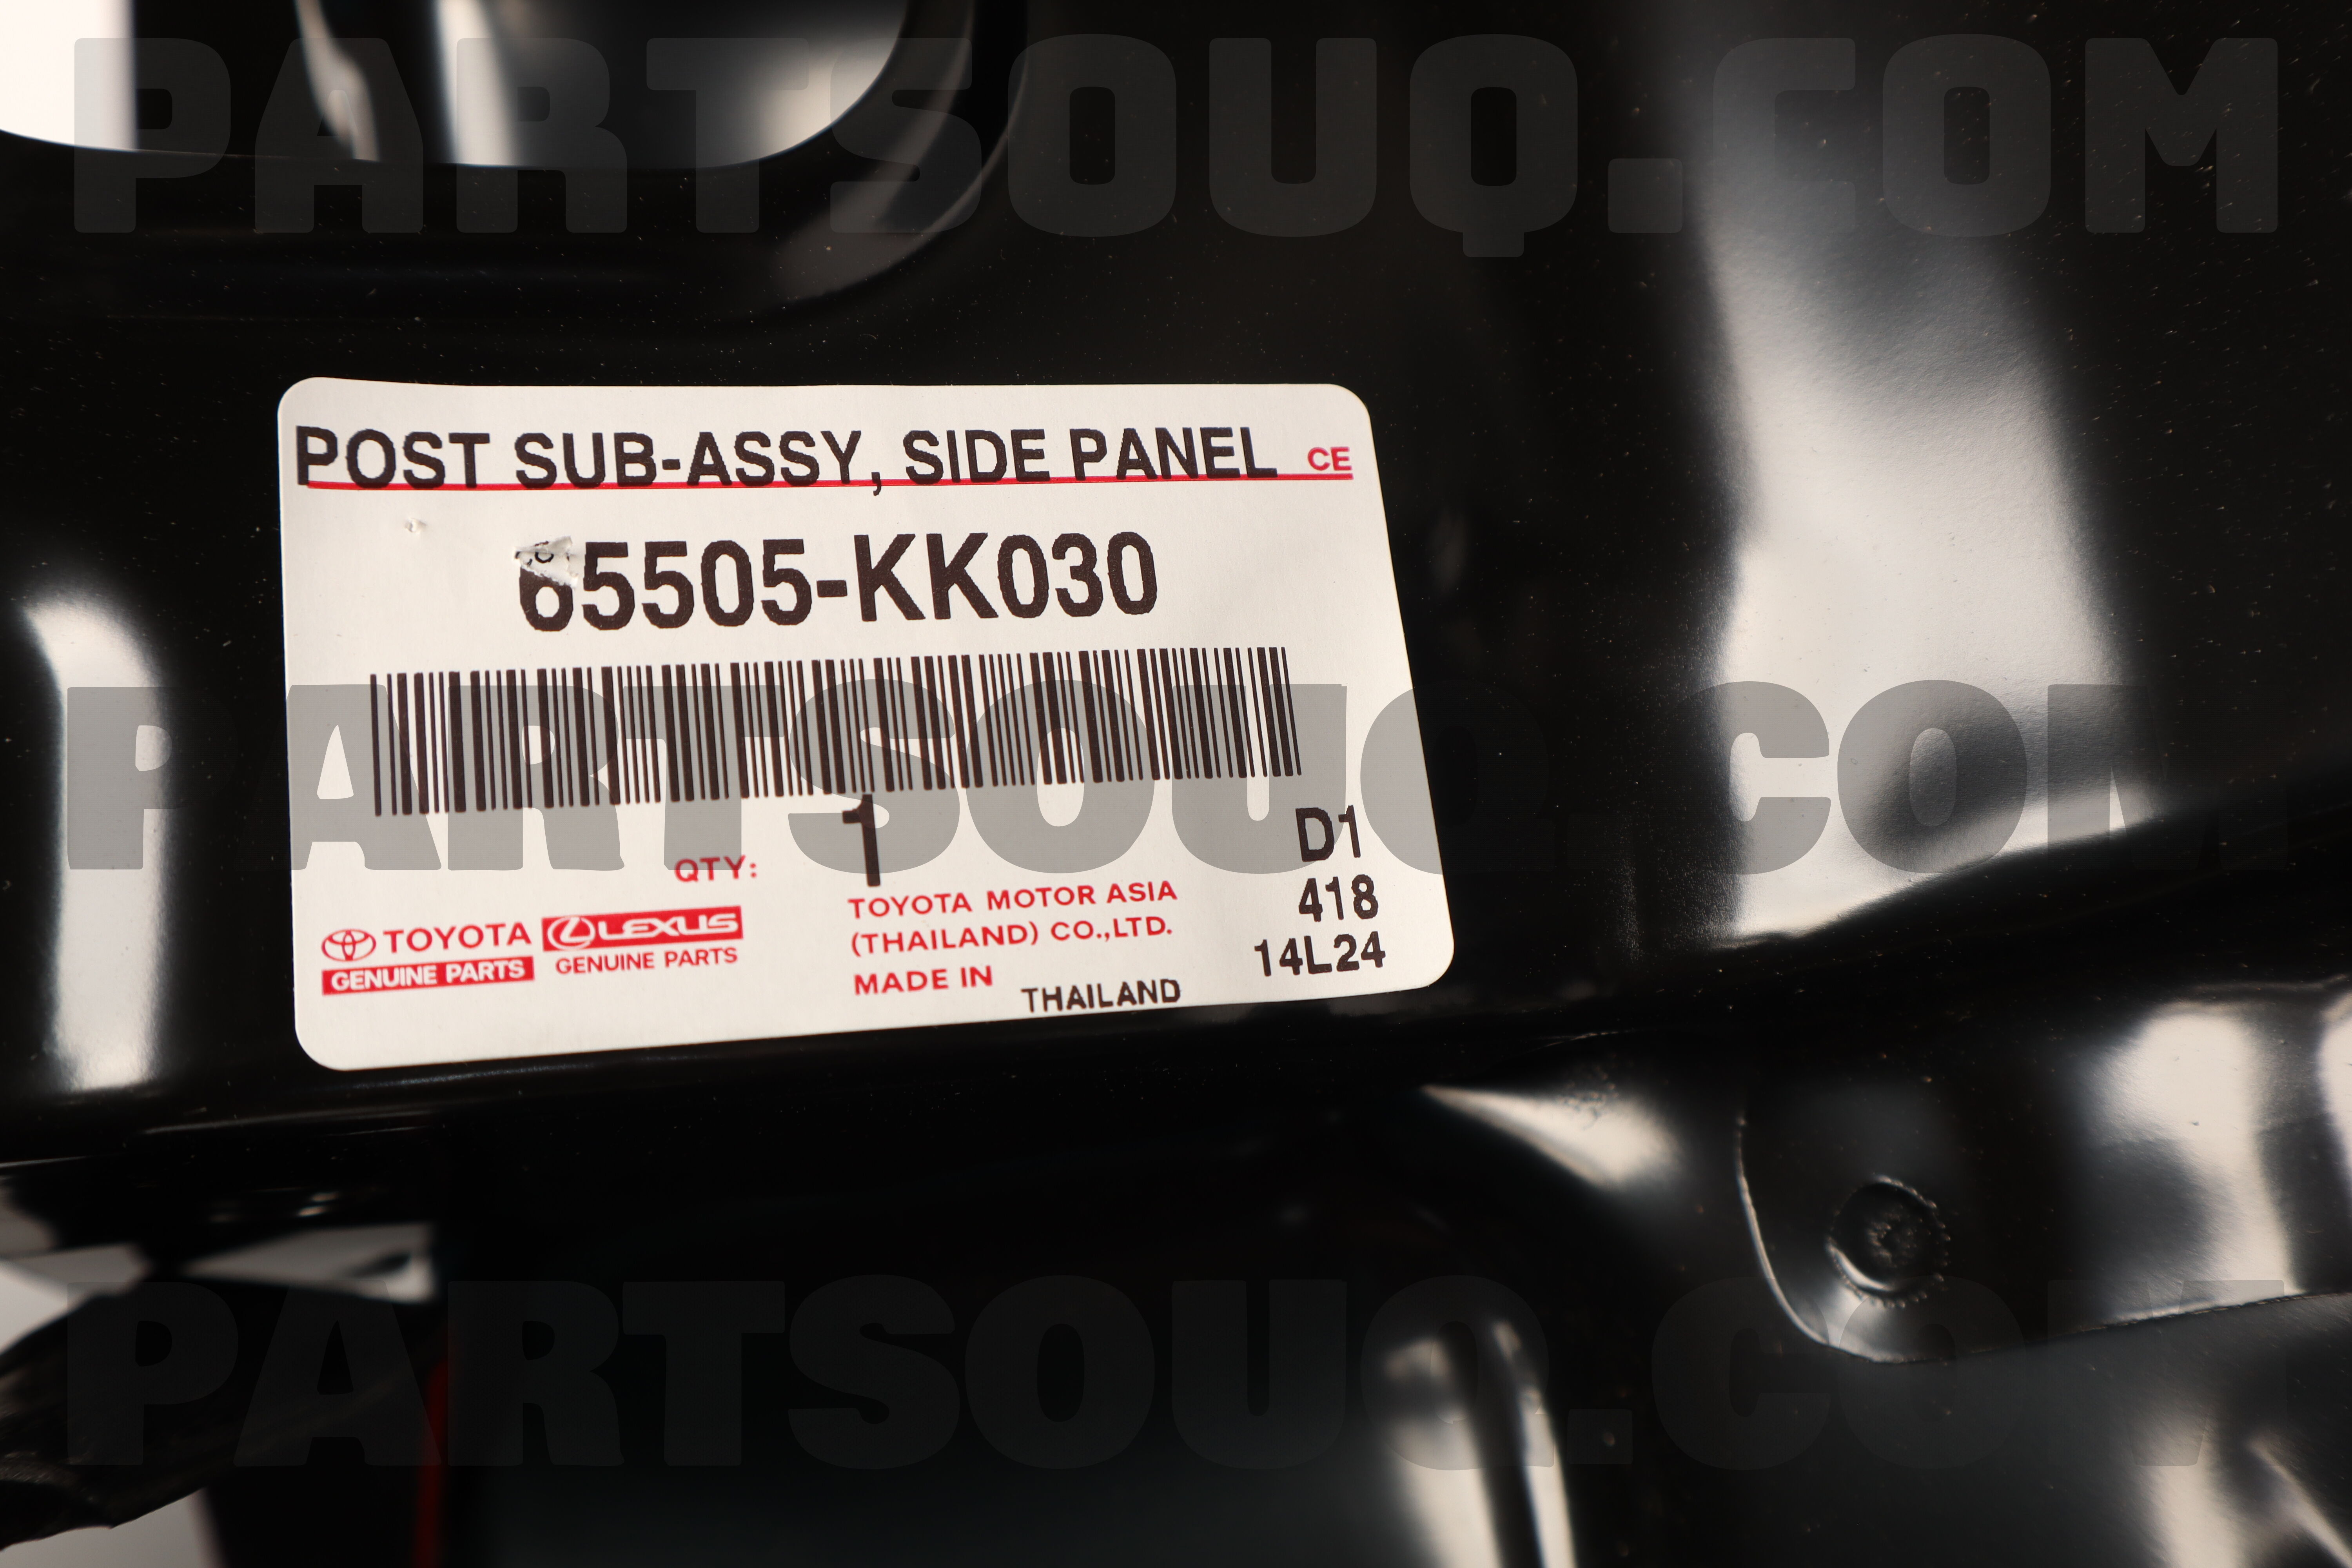 PARTSOUQ.COM
POST SUB-ASSY, SIDE PANEL CE
65505-KK030
PARTSOUQ.COM
QTY: 1
D1
418
14L24
TOYOTA
GENUINE PARTS
LEXUS
GENUINE PARTS
TOYOTA MOTOR ASIA
(THAILAND) CO.,LTD.
MADE IN THAILAND
PARTSOUQ.COM